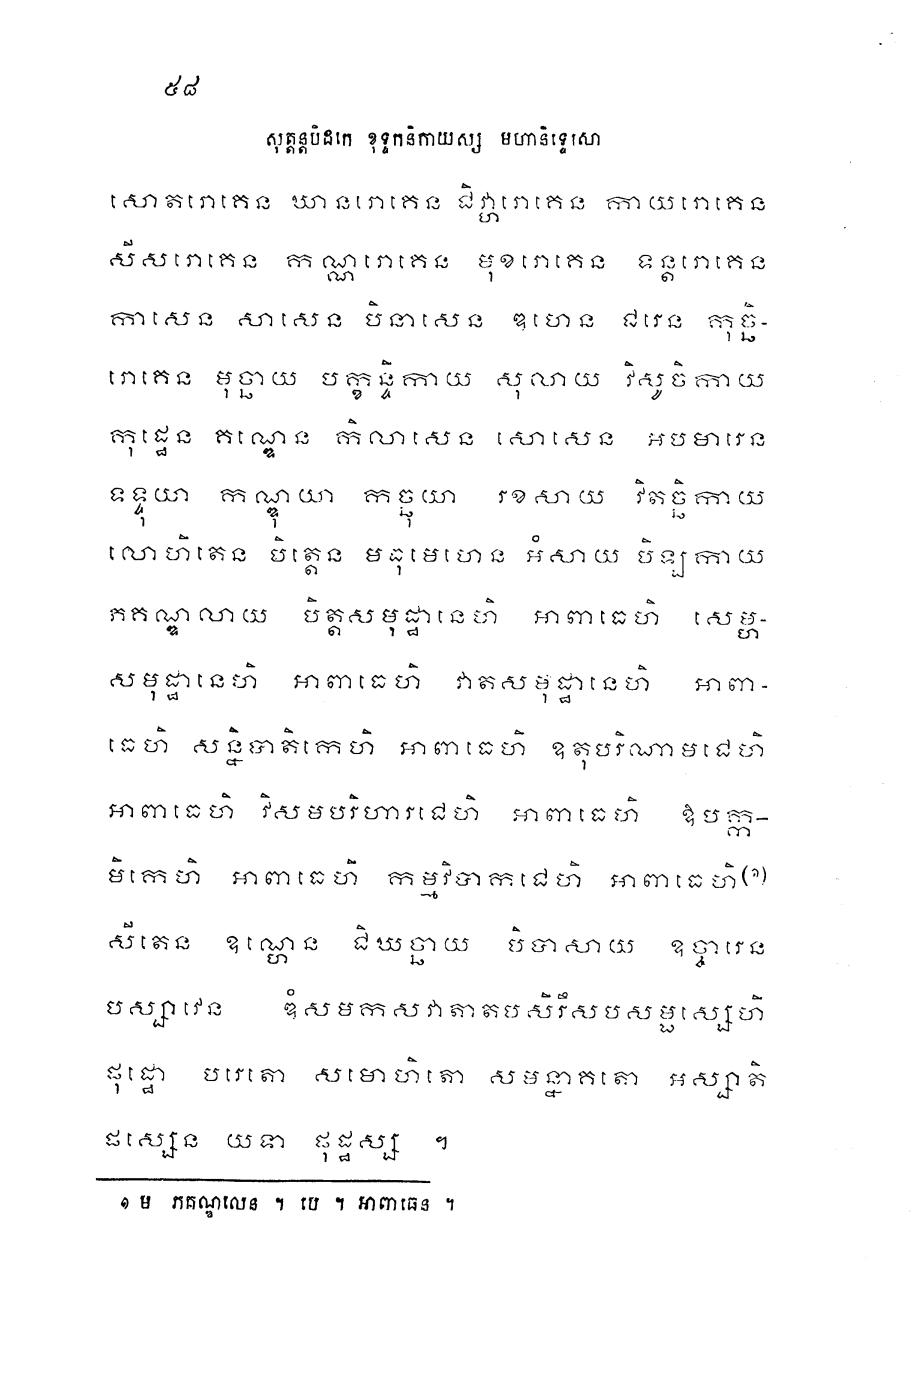 ៥៨
សុត្តន្តបិដកេ ខុទ្ទកនិកាយស្ស មហានិទ្ទេសោ
សោតរោគេន ឃានរោគេន ជិវ្ហារោគេន កាយរោគេន
សីសរោគេន កណ្ណរោគេន មុខរោគេន ទន្តរោគេន
កាសេន សាសេន បិនាសេន ឌុហេន ជរេន កុច្ឆិ-
រោគេន មុច្ឆាយ បក្ខន្ទិកាយ សុលាយ វិសូចិកាយ
កុដ្ឋេន គណ្ឌេន កិលាសេន សោសេន អបមារេន
ទទ្ទុយា កណ្ឌុយា កច្ឆុយា រខសាយ វិតច្ឆិកាយ
លោហិតេន បិត្តេន មធុមេហេន អំសាយ បិឡកាយ
ភគណ្ឌលាយ បិត្តសមុដ្ឋានេហិ អាពាធេហិ សេម្ហ-
សមុដ្ឋានេហិ អាពាធេហិ វាតសមុដ្ឋានេហិ អាពា-
ធេហិ សន្និបាតិកេហិ អាពាធេហិ ឧតុបរិណាមជេហិ
អាពាធេហិ វិសមបរិហារជេហិ អាពាធេហិ ឱបក្កា-
មិកេហិ អាពាធេហិ កម្មវិបាកជេហិ អាពាធេហិ(១)
សីតេន ឧណ្ហេន ជិឃច្ឆាយ បិបាសាយ ឧច្ចារេន
បស្សាវេន ឌំសមកសវាតាតបសិរឹសបសម្ផស្សេហិ
ផុដ្ឋោ បរេតោ សមោហិតោ សមន្នាគតោ អស្សាតិ
ផស្សេន យទា ផុដ្ឋស្ស ។
១ ម ភគណ្ឌលេន ។ បេ ។ អាពាធេន ។